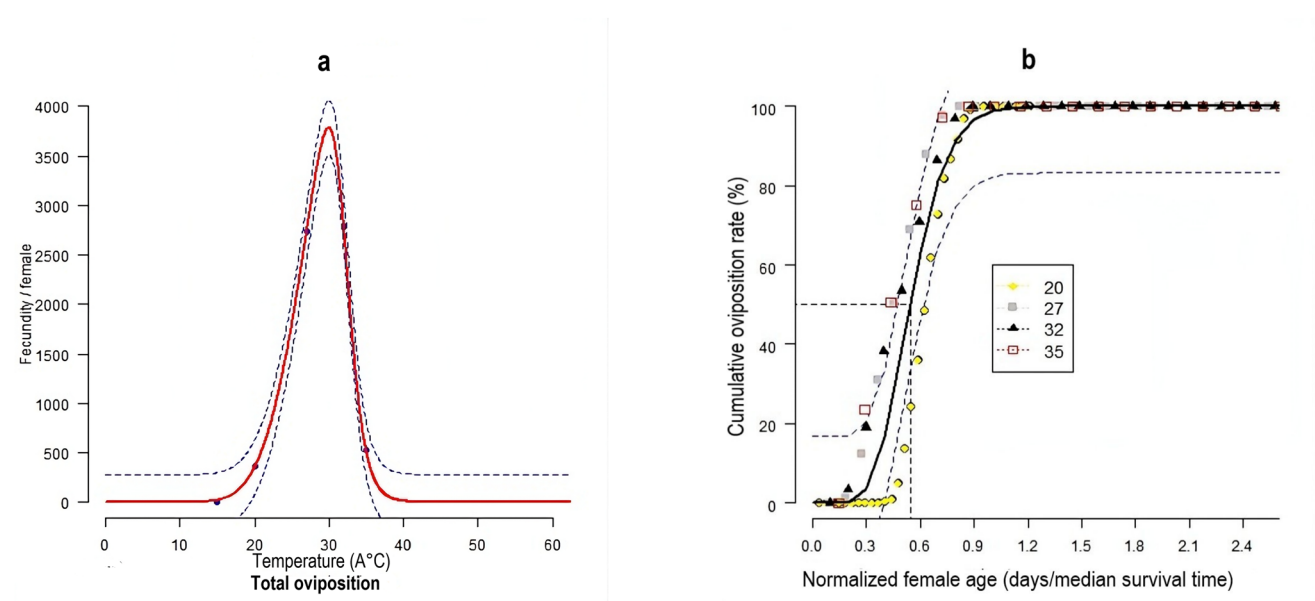 a
4000
3500
3000
2500
2000
1500
1000
500
0
Fecundity / female
0 10 20 30 40 50 60
Temperature (A°C)
Total oviposition
b
100
80
60
40
20
0
Cumulative oviposition rate (%)
20
27
32
35
0.0 0.3 0.6 0.9 1.2 1.5 1.8 2.1 2.4
Normalized female age (days/median survival time)